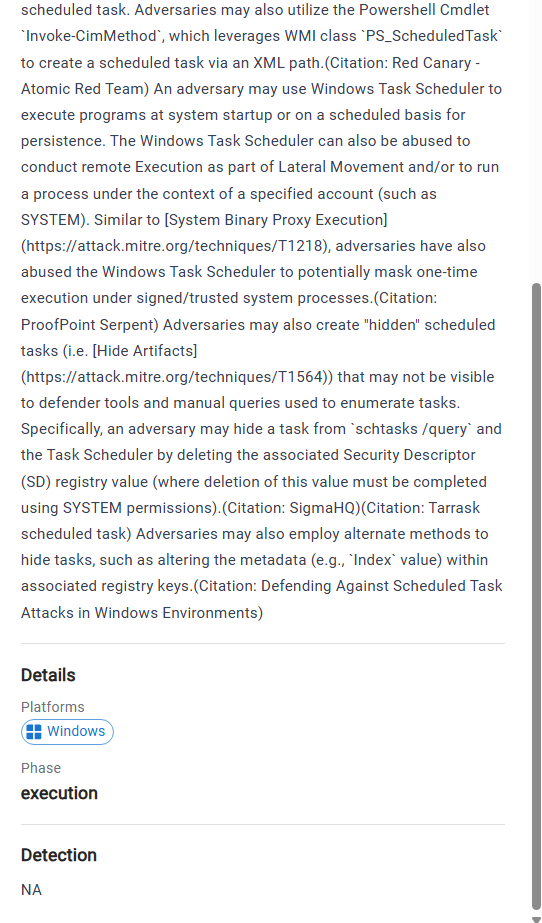 scheduled task. Adversaries may also utilize the Powershell Cmdlet
`Invoke-CimMethod`, which leverages WMI class `PS_ScheduledTask`
to create a scheduled task via an XML path.(Citation: Red Canary -
Atomic Red Team) An adversary may use Windows Task Scheduler to
execute programs at system startup or on a scheduled basis for
persistence. The Windows Task Scheduler can also be abused to
conduct remote Execution as part of Lateral Movement and/or to run
a process under the context of a specified account (such as
SYSTEM). Similar to [System Binary Proxy Execution]
(https://attack.mitre.org/techniques/T1218), adversaries have also
abused the Windows Task Scheduler to potentially mask one-time
execution under signed/trusted system processes.(Citation:
ProofPoint Serpent) Adversaries may also create "hidden" scheduled
tasks (i.e. [Hide Artifacts]
(https://attack.mitre.org/techniques/T1564)) that may not be visible
to defender tools and manual queries used to enumerate tasks.
Specifically, an adversary may hide a task from `schtasks /query` and
the Task Scheduler by deleting the associated Security Descriptor
(SD) registry value (where deletion of this value must be completed
using SYSTEM permissions).(Citation: SigmaHQ)(Citation: Tarrask
scheduled task) Adversaries may also employ alternate methods to
hide tasks, such as altering the metadata (e.g., `Index` value) within
associated registry keys.(Citation: Defending Against Scheduled Task
Attacks in Windows Environments)
Details
Platforms
Windows
Phase
execution
Detection
NA